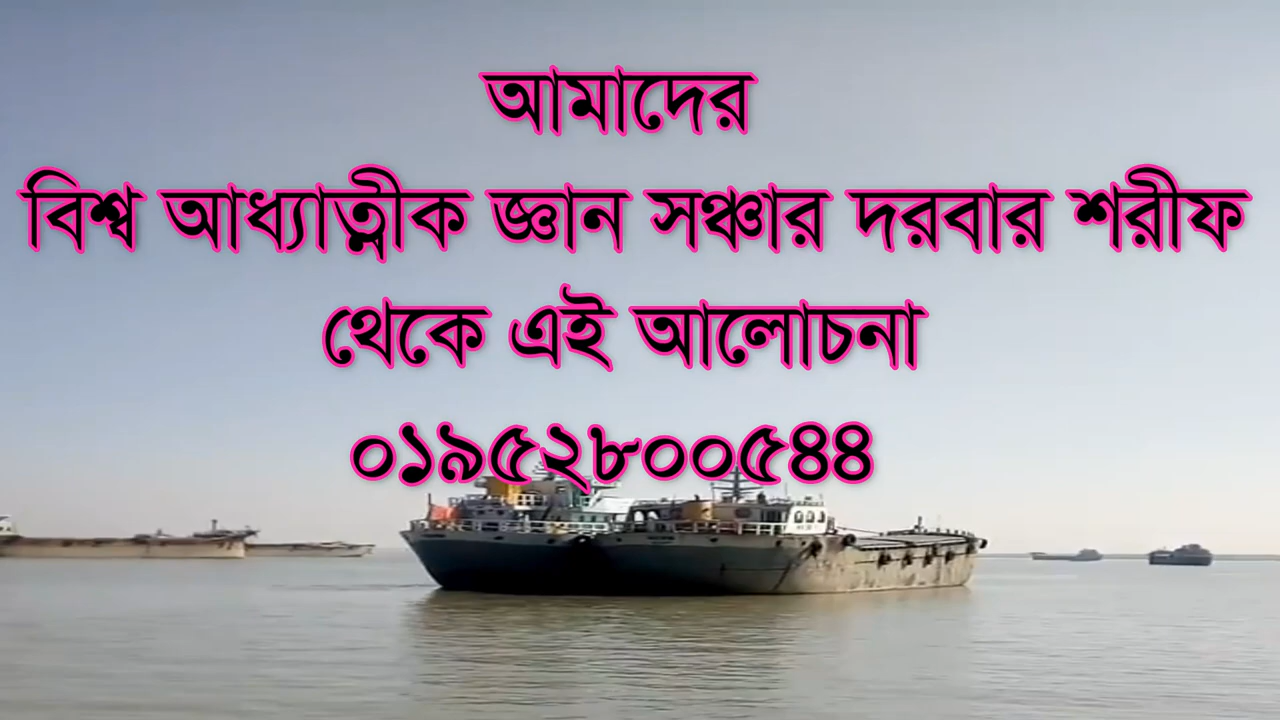 আমাদের
বিশ্ব আধ্যাত্নীক জ্ঞান সঞ্চার দরবার শরীফ
থেকে এই আলোচনা
০১৯৫২৮০০৫৪৪